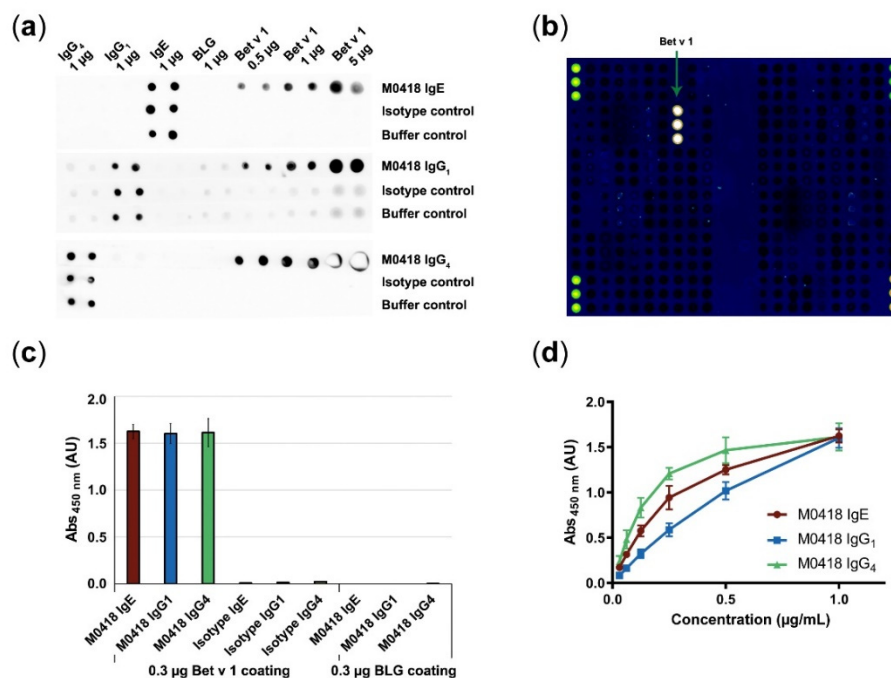 (a)
IgG4 1 µg
IgG1 1 µg
IgE 1 µg
BLG 1 µg
Bet v 1 0.5 µg
Bet v 1 1 µg
Bet v 1 5 µg
M0418 IgE
Isotype control
Buffer control
M0418 IgG1
Isotype control
Buffer control
M0418 IgG4
Isotype control
Buffer control
(b)
Bet v 1
(c)
Abs 450 nm (AU)
2.0
1.5
1.0
0.5
0.0
M0418 IgE
M0418 IgG1
M0418 IgG4
Isotype IgE
Isotype IgG1
Isotype IgG4
M0418 IgE
M0418 IgG1
M0418 IgG4
0.3 µg Bet v 1 coating
0.3 µg BLG coating
(d)
Abs 450 nm (AU)
2.0
1.5
1.0
0.5
0.0
M0418 IgE
M0418 IgG1
M0418 IgG4
0.0
0.5
1.0
Concentration (µg/mL)